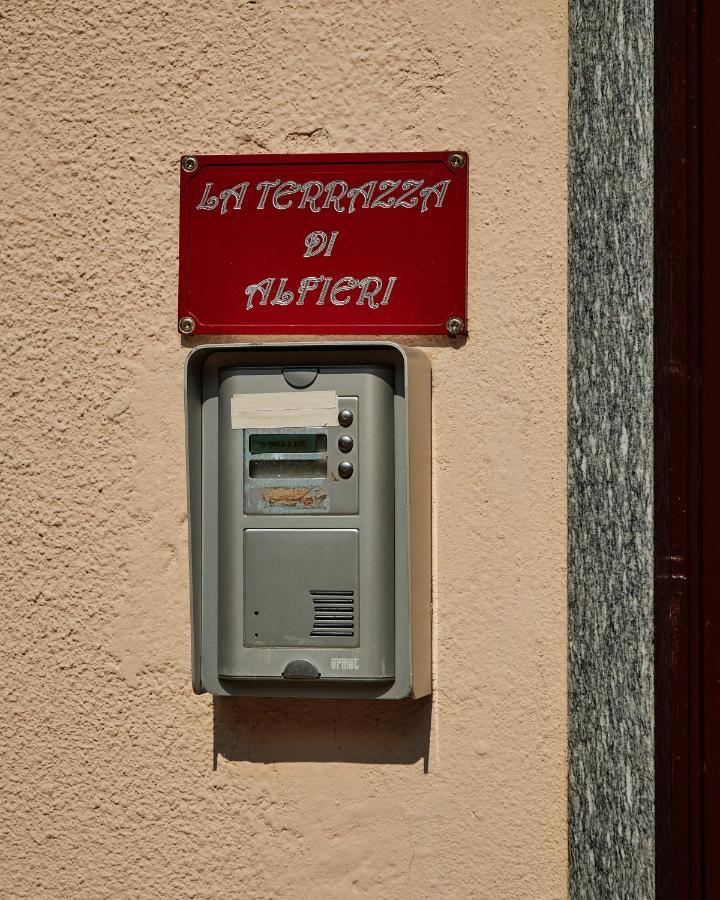 LA TERRAZZA
DI
ALFIERI
urmet